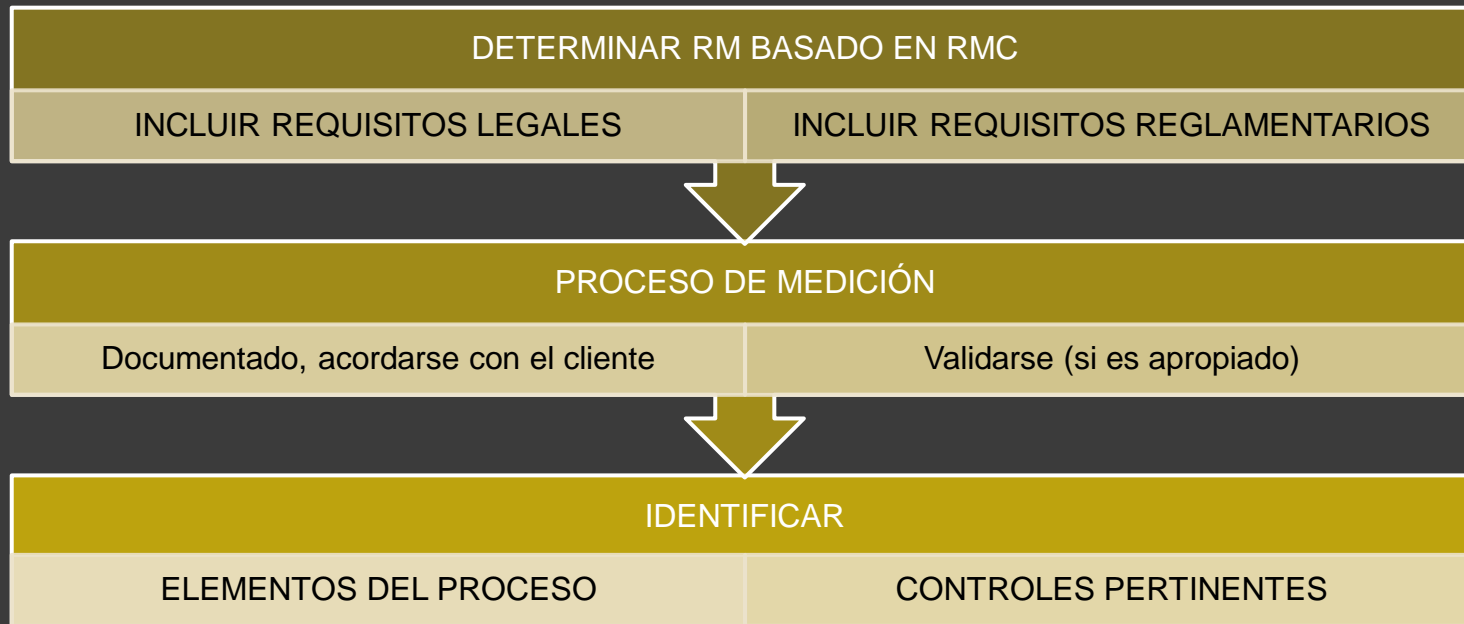 DETERMINAR RM BASADO EN RMC
INCLUIR REQUISITOS LEGALES
INCLUIR REQUISITOS REGLAMENTARIOS
PROCESO DE MEDICIÓN
Documentado, acordarse con el cliente
Validarse (si es apropiado)
IDENTIFICAR
ELEMENTOS DEL PROCESO
CONTROLES PERTINENTES